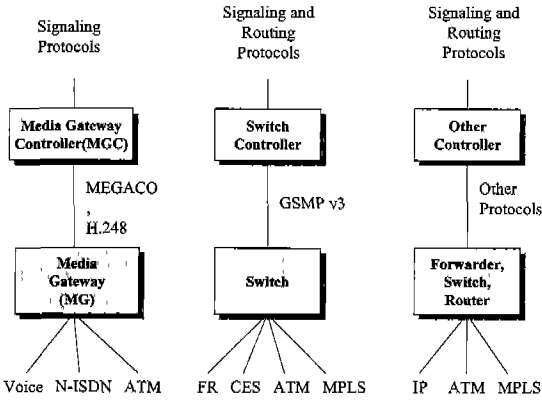 Signaling
Protocols
Media Gateway
Controller(MGC)
MEGACO
,
H.248
Media
Gateway
(MG)
Voice N-ISDN ATM
Signaling and
Routing
Protocols
Switch
Controller
GSMP v3
Switch
FR CES ATM MPLS
Signaling and
Routing
Protocols
Other
Controller
Other
Protocols
Forwarder,
Switch,
Router
IP ATM MPLS